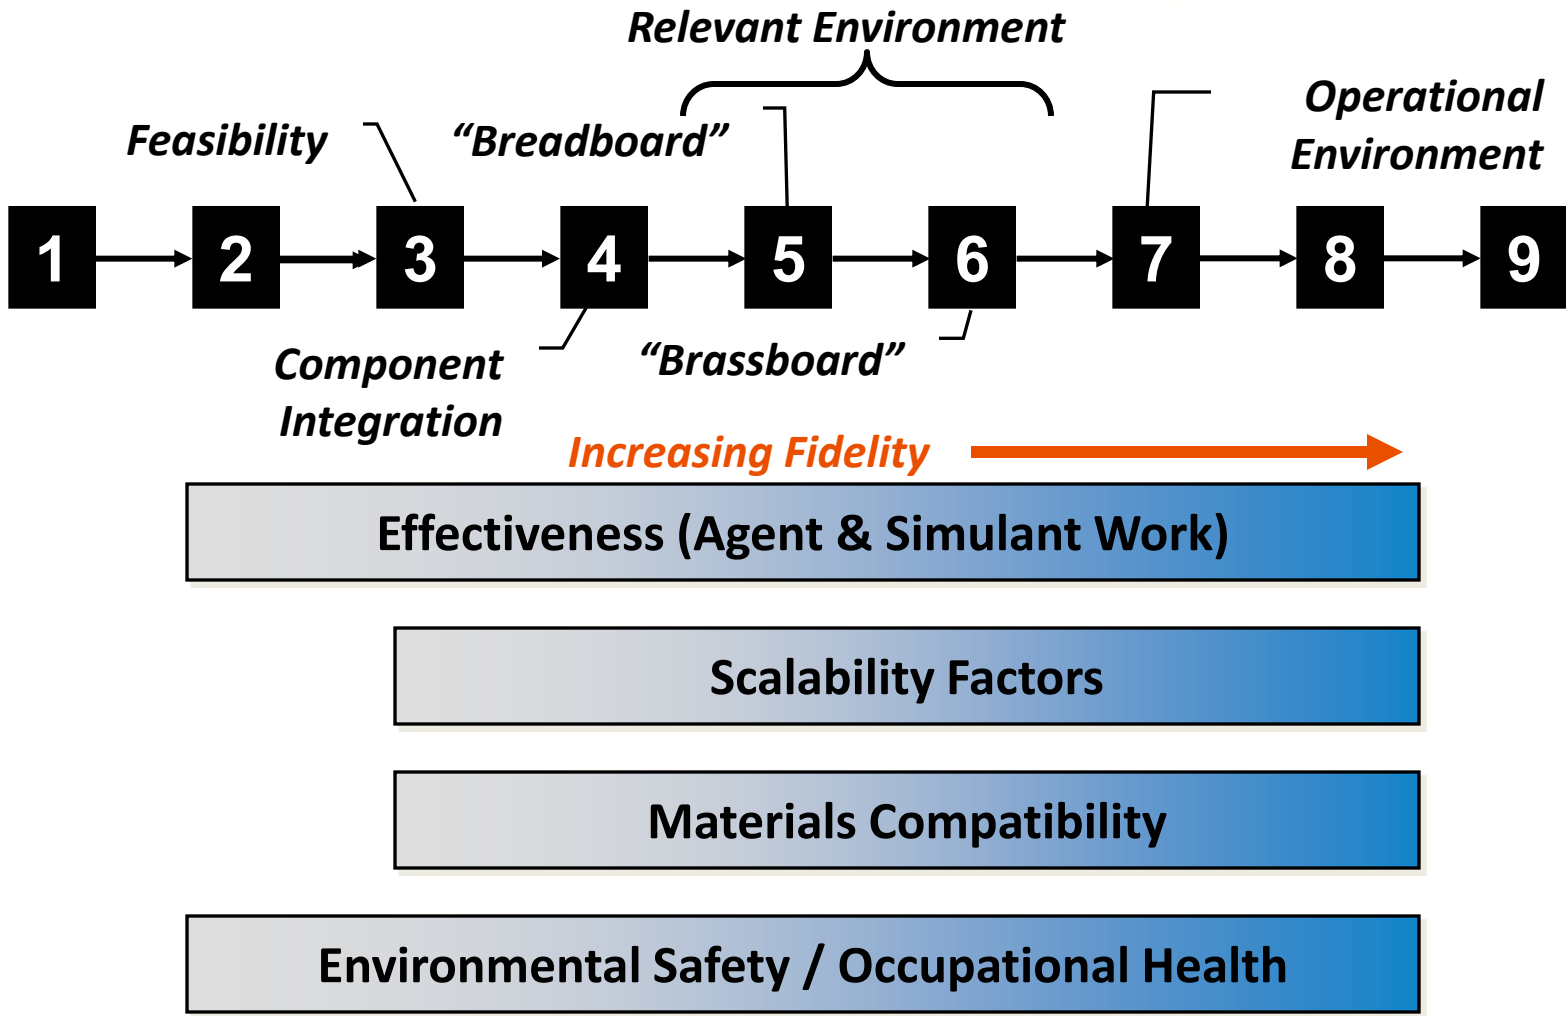 Relevant Environment
Operational
Environment
Feasibility
“Breadboard”
1
2
3
4
5
6
7
8
9
Component
Integration
“Brassboard”
Increasing Fidelity
Effectiveness (Agent & Simulant Work)
Scalability Factors
Materials Compatibility
Environmental Safety / Occupational Health